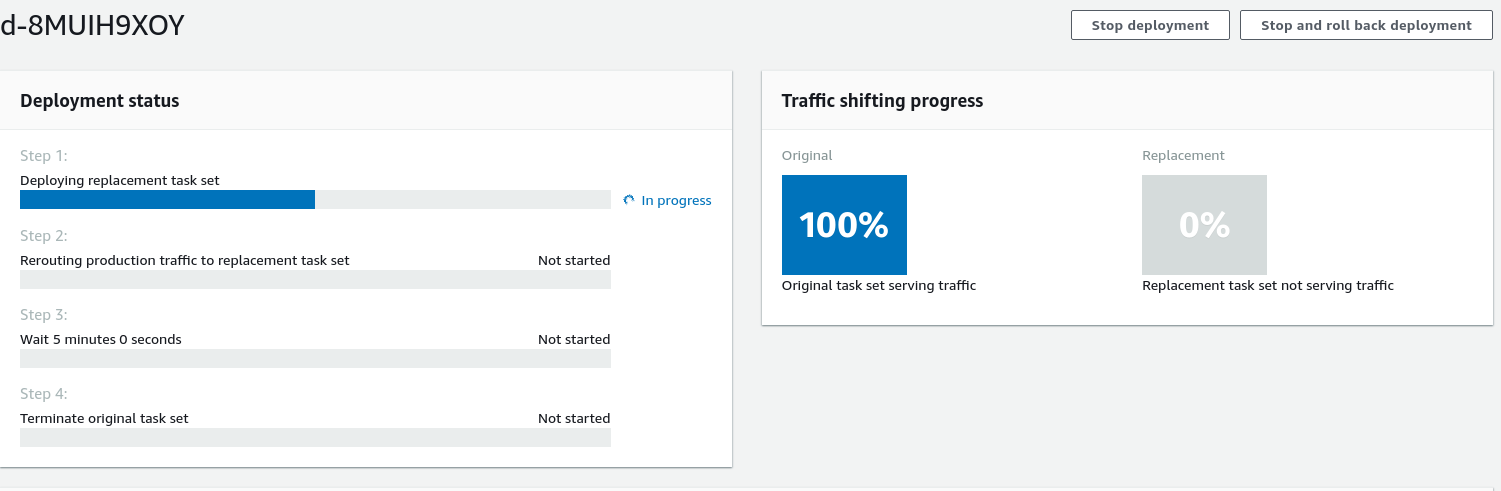 d-8MUIH9XOY
Stop deployment
Stop and roll back deployment
Deployment status
Step 1:
Deploying replacement task set
In progress
Step 2:
Rerouting production traffic to replacement task set
Not started
Step 3:
Wait 5 minutes 0 seconds
Not started
Step 4:
Terminate original task set
Not started
Traffic shifting progress
Original
100%
Original task set serving traffic
Replacement
0%
Replacement task set not serving traffic